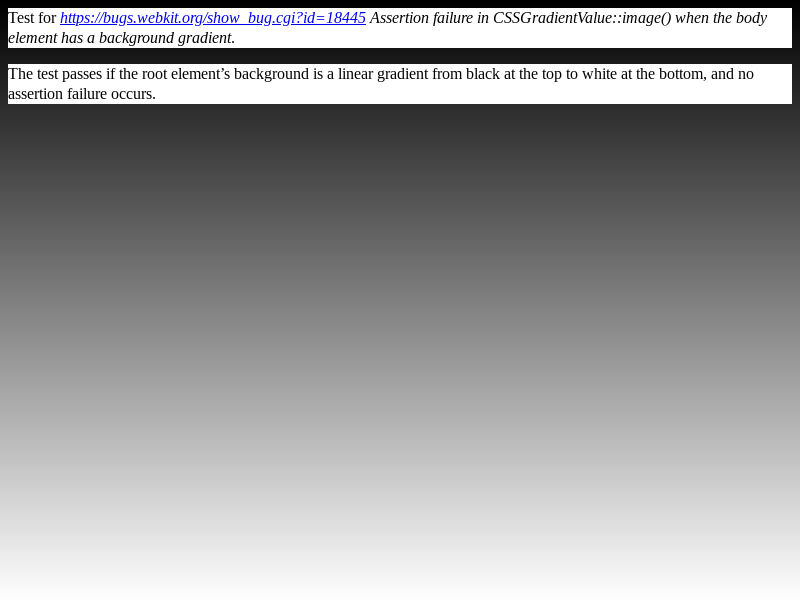 Test for https://bugs.webkit.org/show_bug.cgi?id=18445 Assertion failure in CSSGradientValue::image() when the body
element has a background gradient.
The test passes if the root element’s background is a linear gradient from black at the top to white at the bottom, and no
assertion failure occurs.